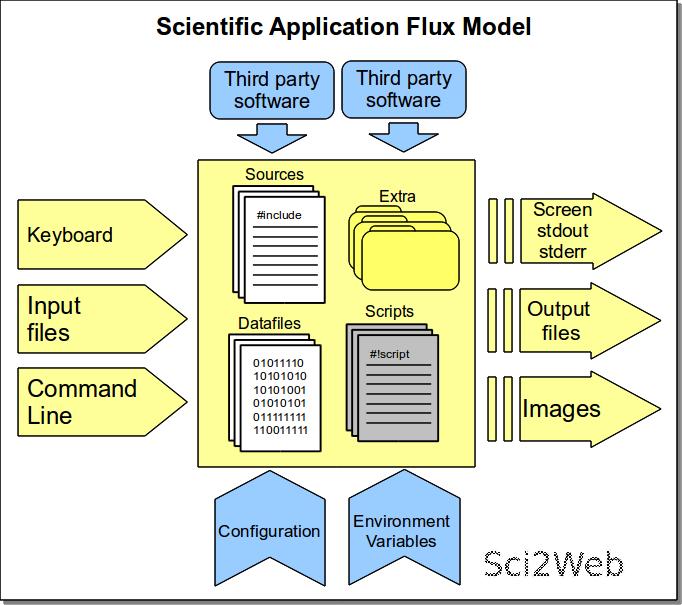 Scientific Application Flux Model
Third party
software
Third party
software
Sources
#include
Extra
Keyboard
Input
files
Command
Line
Datafiles
01011110
10101010
10101001
01010101
011111111
110011111
Scripts
#!script
Screen
stdout
stderr
Output
files
Images
Configuration
Environment
Variables
Sci2Web